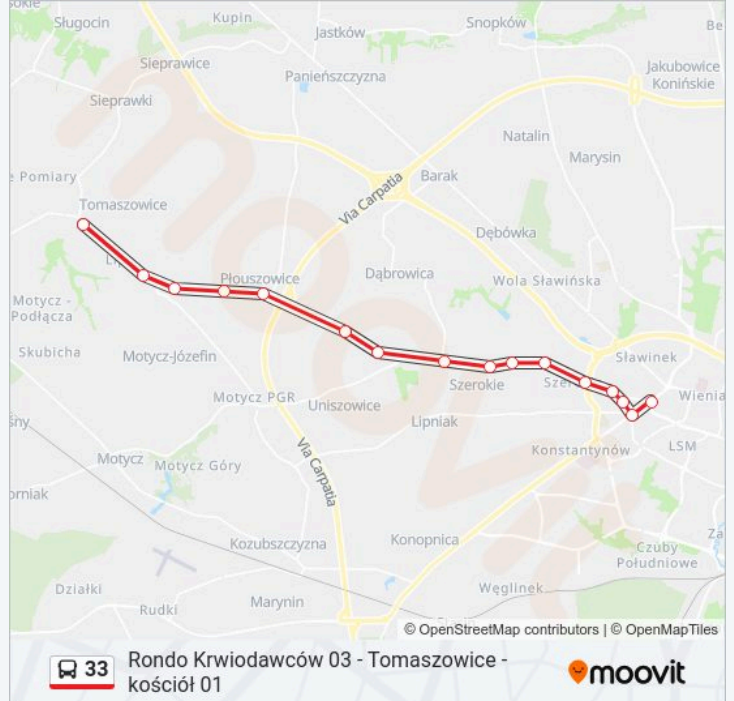 Sługocin
Kupin
Jastków
Snopków
Sieprawice
Panieńszczyzna
Jakubowice
Konińskie
Sieprawki
Natalin
Marysin
Pomiary
Barak
Via Carpatia
Tomaszowice
Dębówka
Płouszowice
Dąbrowica
Wola Sławińska
Motycz -
Podłącza
Skubicha
Motycz-Józefin
Sławinek
Szerokie
Motycz PGR
Uniszowice
Lipniak
Konstantynów
LSM
Via Carpatia
Motycz
Motycz Góry
Konopnica
Kozubszczyzna
Czuby
Południowe
Węglinek
Działki
Marynin
Rudki
moovit
© OpenStreetMap contributors | © OpenMapTiles
33
Rondo Krwiodawców 03 - Tomaszowice -
kościół 01
moovit